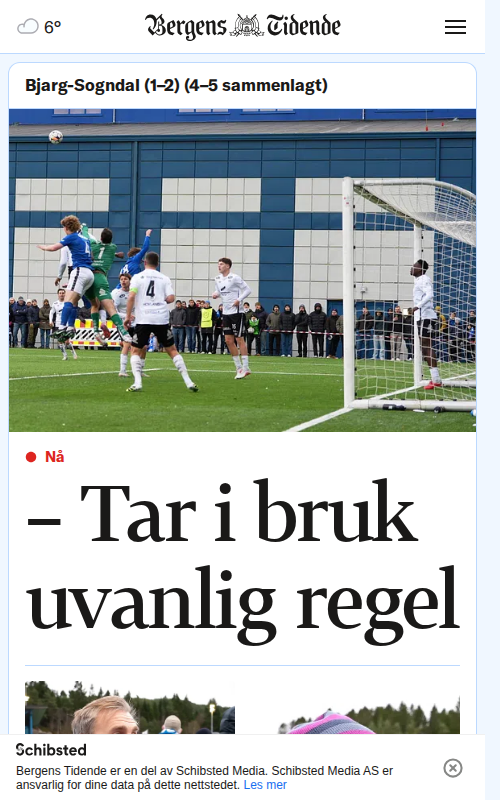 6°
Bergens Tidende
Bjarg-Sogndal (1–2) (4–5 sammenlagt)
4
Nå
– Tar i bruk
uvanlig regel
Schibsted
Bergens Tidende er en del av Schibsted Media. Schibsted Media AS er
ansvarlig for dine data på dette nettstedet. Les mer